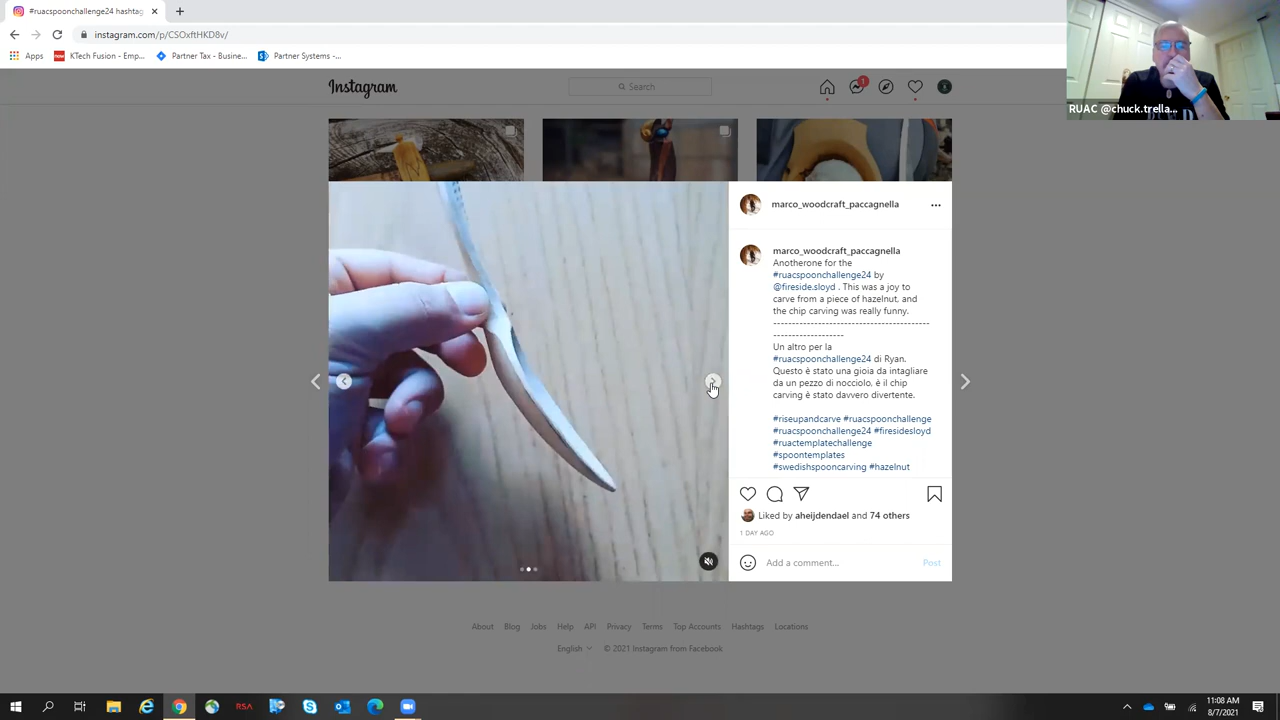 #ruacspoonchallenge24 hashtag
instagram.com/p/CSOxftHKD8v/
Apps
KTech Fusion - Emp...
Partner Tax - Busine...
Partner Systems -...
RUAC @chuck.trella...
Instagram
Search
1
marco_woodcraft_paccagnella
marco_woodcraft_paccagnella
Anotherone for the
#ruacspoonchallenge24 by
@fireside.sloyd . This was a joy to
carve from a piece of hazelnut, and
the chip carving was really funny.
------------------------------------------
-------------------
Un altro per la
#ruacspoonchallenge24 di Ryan.
Questo è stato una gioia da intagliare
da un pezzo di nocciolo, è il chip
carving è stato davvero divertente.
#riseupandcarve #ruacspoonchallenge
#ruacspoonchallenge24 #firesidesloyd
#ruactemplatechallenge
#spoontemplates
#swedishspooncarving #hazelnut
Liked by aheijdendael and 74 others
1 DAY AGO
Add a comment...
Post
About Blog Jobs Help API Privacy Terms Top Accounts Hashtags Locations
English © 2021 Instagram from Facebook
RSA
11:08 AM
8/7/2021